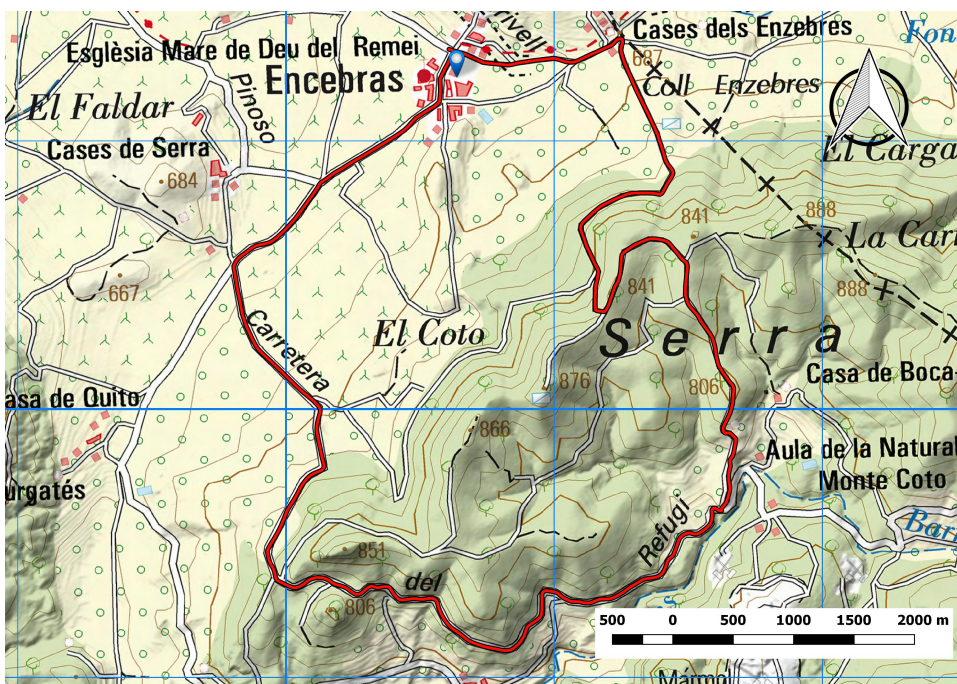 rivell
Cases dels Enzebres
Font
Església Mare de Deu del Remei
687
Encebras
Coll Enzebres
Pinoso
El Faldar
Cases de Serra
El Carga
684
841
888
La Carr
667
841
888
Carretera
El Coto
Serra
876
806
Casa de Boca-
asa de Quito
866
Aula de la Natural
Monte Coto
urgatés
Refugi
Barr
851
del
806
500 0 500 1000 1500 2000 m
Mármol